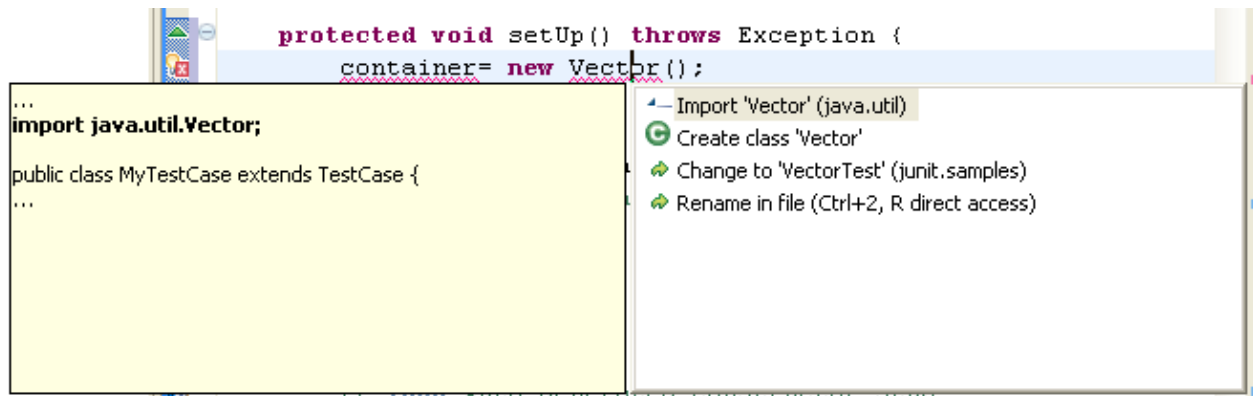 protected void setUp() throws Exception {
container= new Vector();
...
import java.util.Vector;
public class MyTestCase extends TestCase {
...
Import 'Vector' (java.util)
Create class 'Vector'
Change to 'VectorTest' (junit.samples)
Rename in file (Ctrl+2, R direct access)